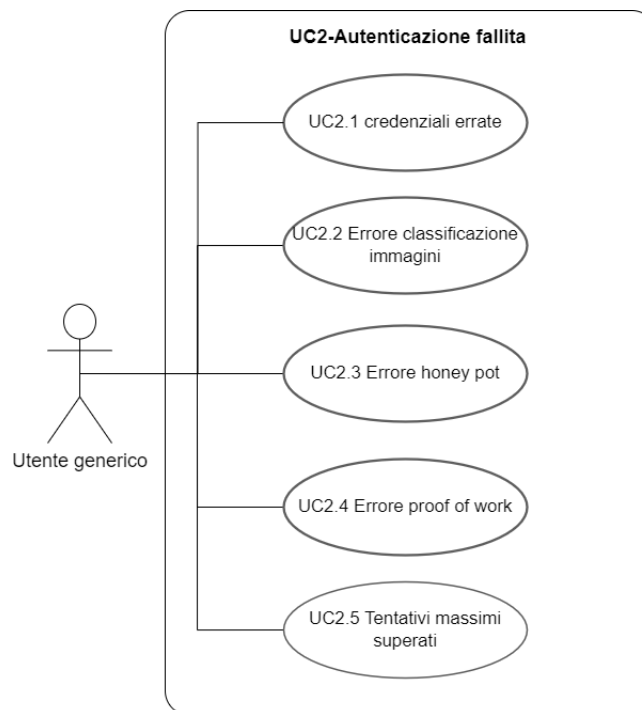 UC2-Autenticazione fallita
UC2.1 credenziali errate
UC2.2 Errore classificazione
immagini
UC2.3 Errore honey pot
Utente generico
UC2.4 Errore proof of work
UC2.5 Tentativi massimi
superati